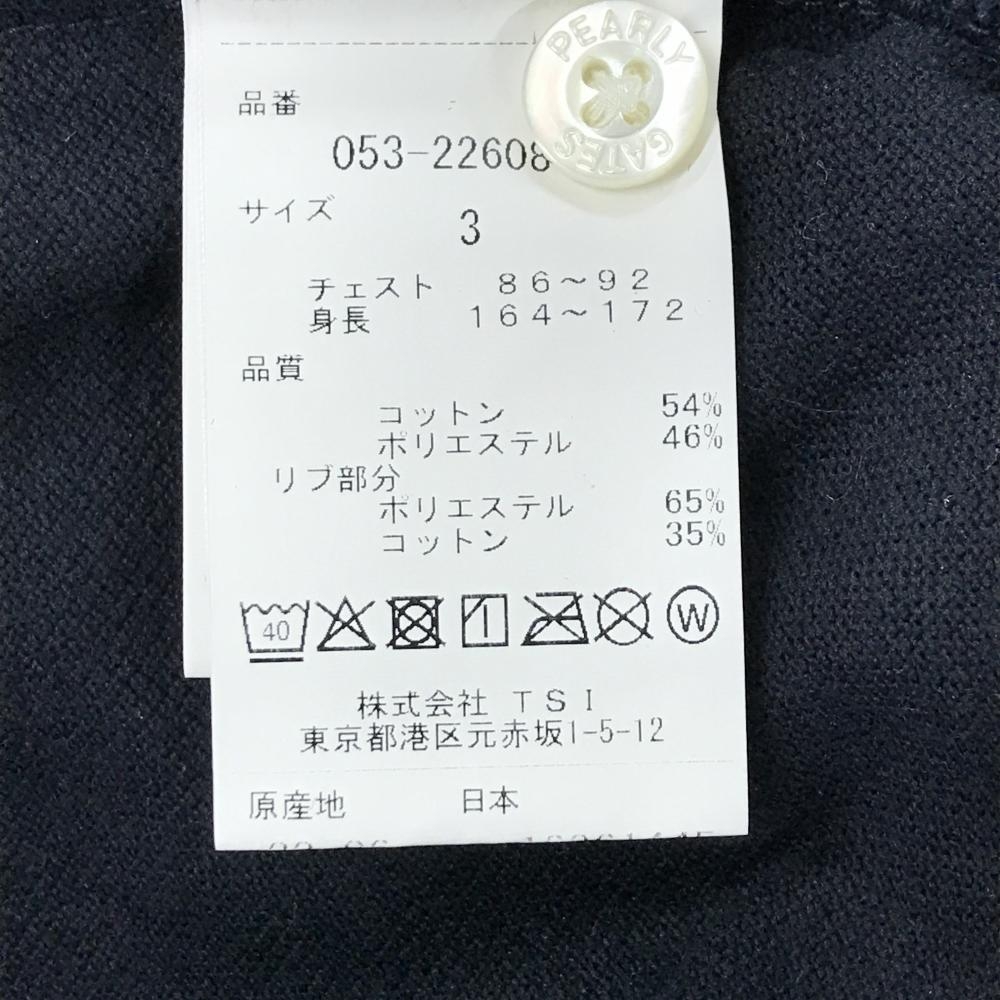 PEARLY
GATES
品番
053-22608
サイズ
3
チェスト 86～92
身長 164～172
品質
コットン 54%
ポリエステル 46%
リブ部分
ポリエステル 65%
コットン 35%
40
W
株式会社 TSI
東京都港区元赤坂1-5-12
原産地 日本